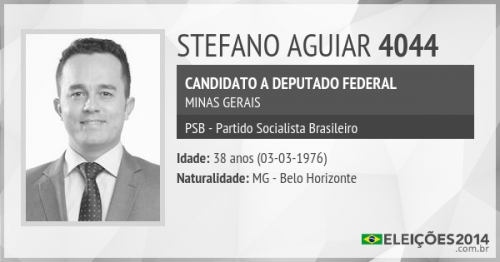 STEFANO AGUIAR 4044
CANDIDATO A DEPUTADO FEDERAL
MINAS GERAIS
PSB - Partido Socialista Brasileiro
Idade: 38 anos (03-03-1976)
Naturalidade: MG - Belo Horizonte
ELEIÇÕES2014
.com.br